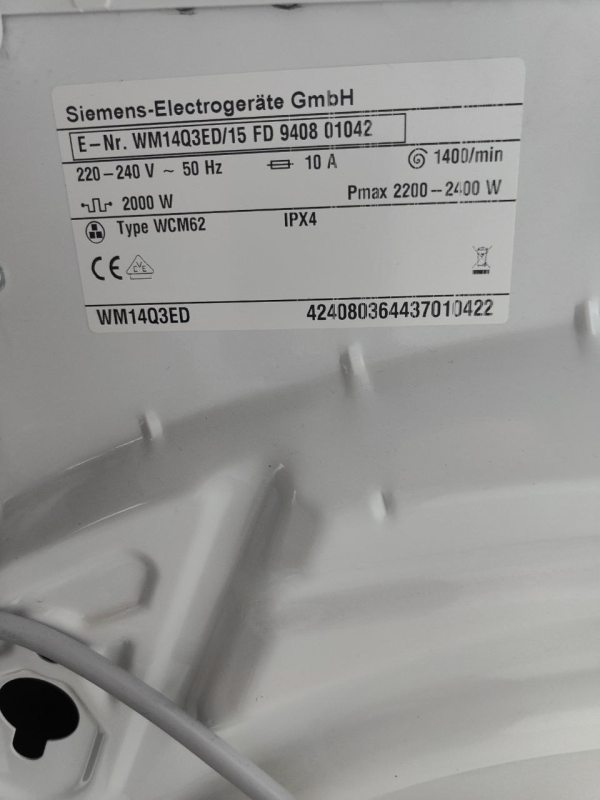 Siemens-Electrogeräte GmbH
E-Nr. WM14Q3ED/15 FD 9408 01042
220-240 V ~ 50 Hz 10 A 1400/min
2000 W Pmax 2200-2400 W
Type WCM62 IPX4
CE
WM14Q3ED 424080364437010422